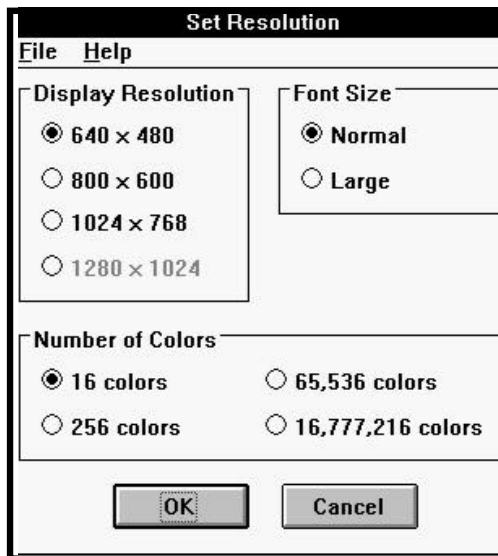 Set Resolution
File Help
Display Resolution
640 × 480
800 × 600
1024 × 768
1280 × 1024
Font Size
Normal
Large
Number of Colors
16 colors
65,536 colors
256 colors
16,777,216 colors
OK
Cancel